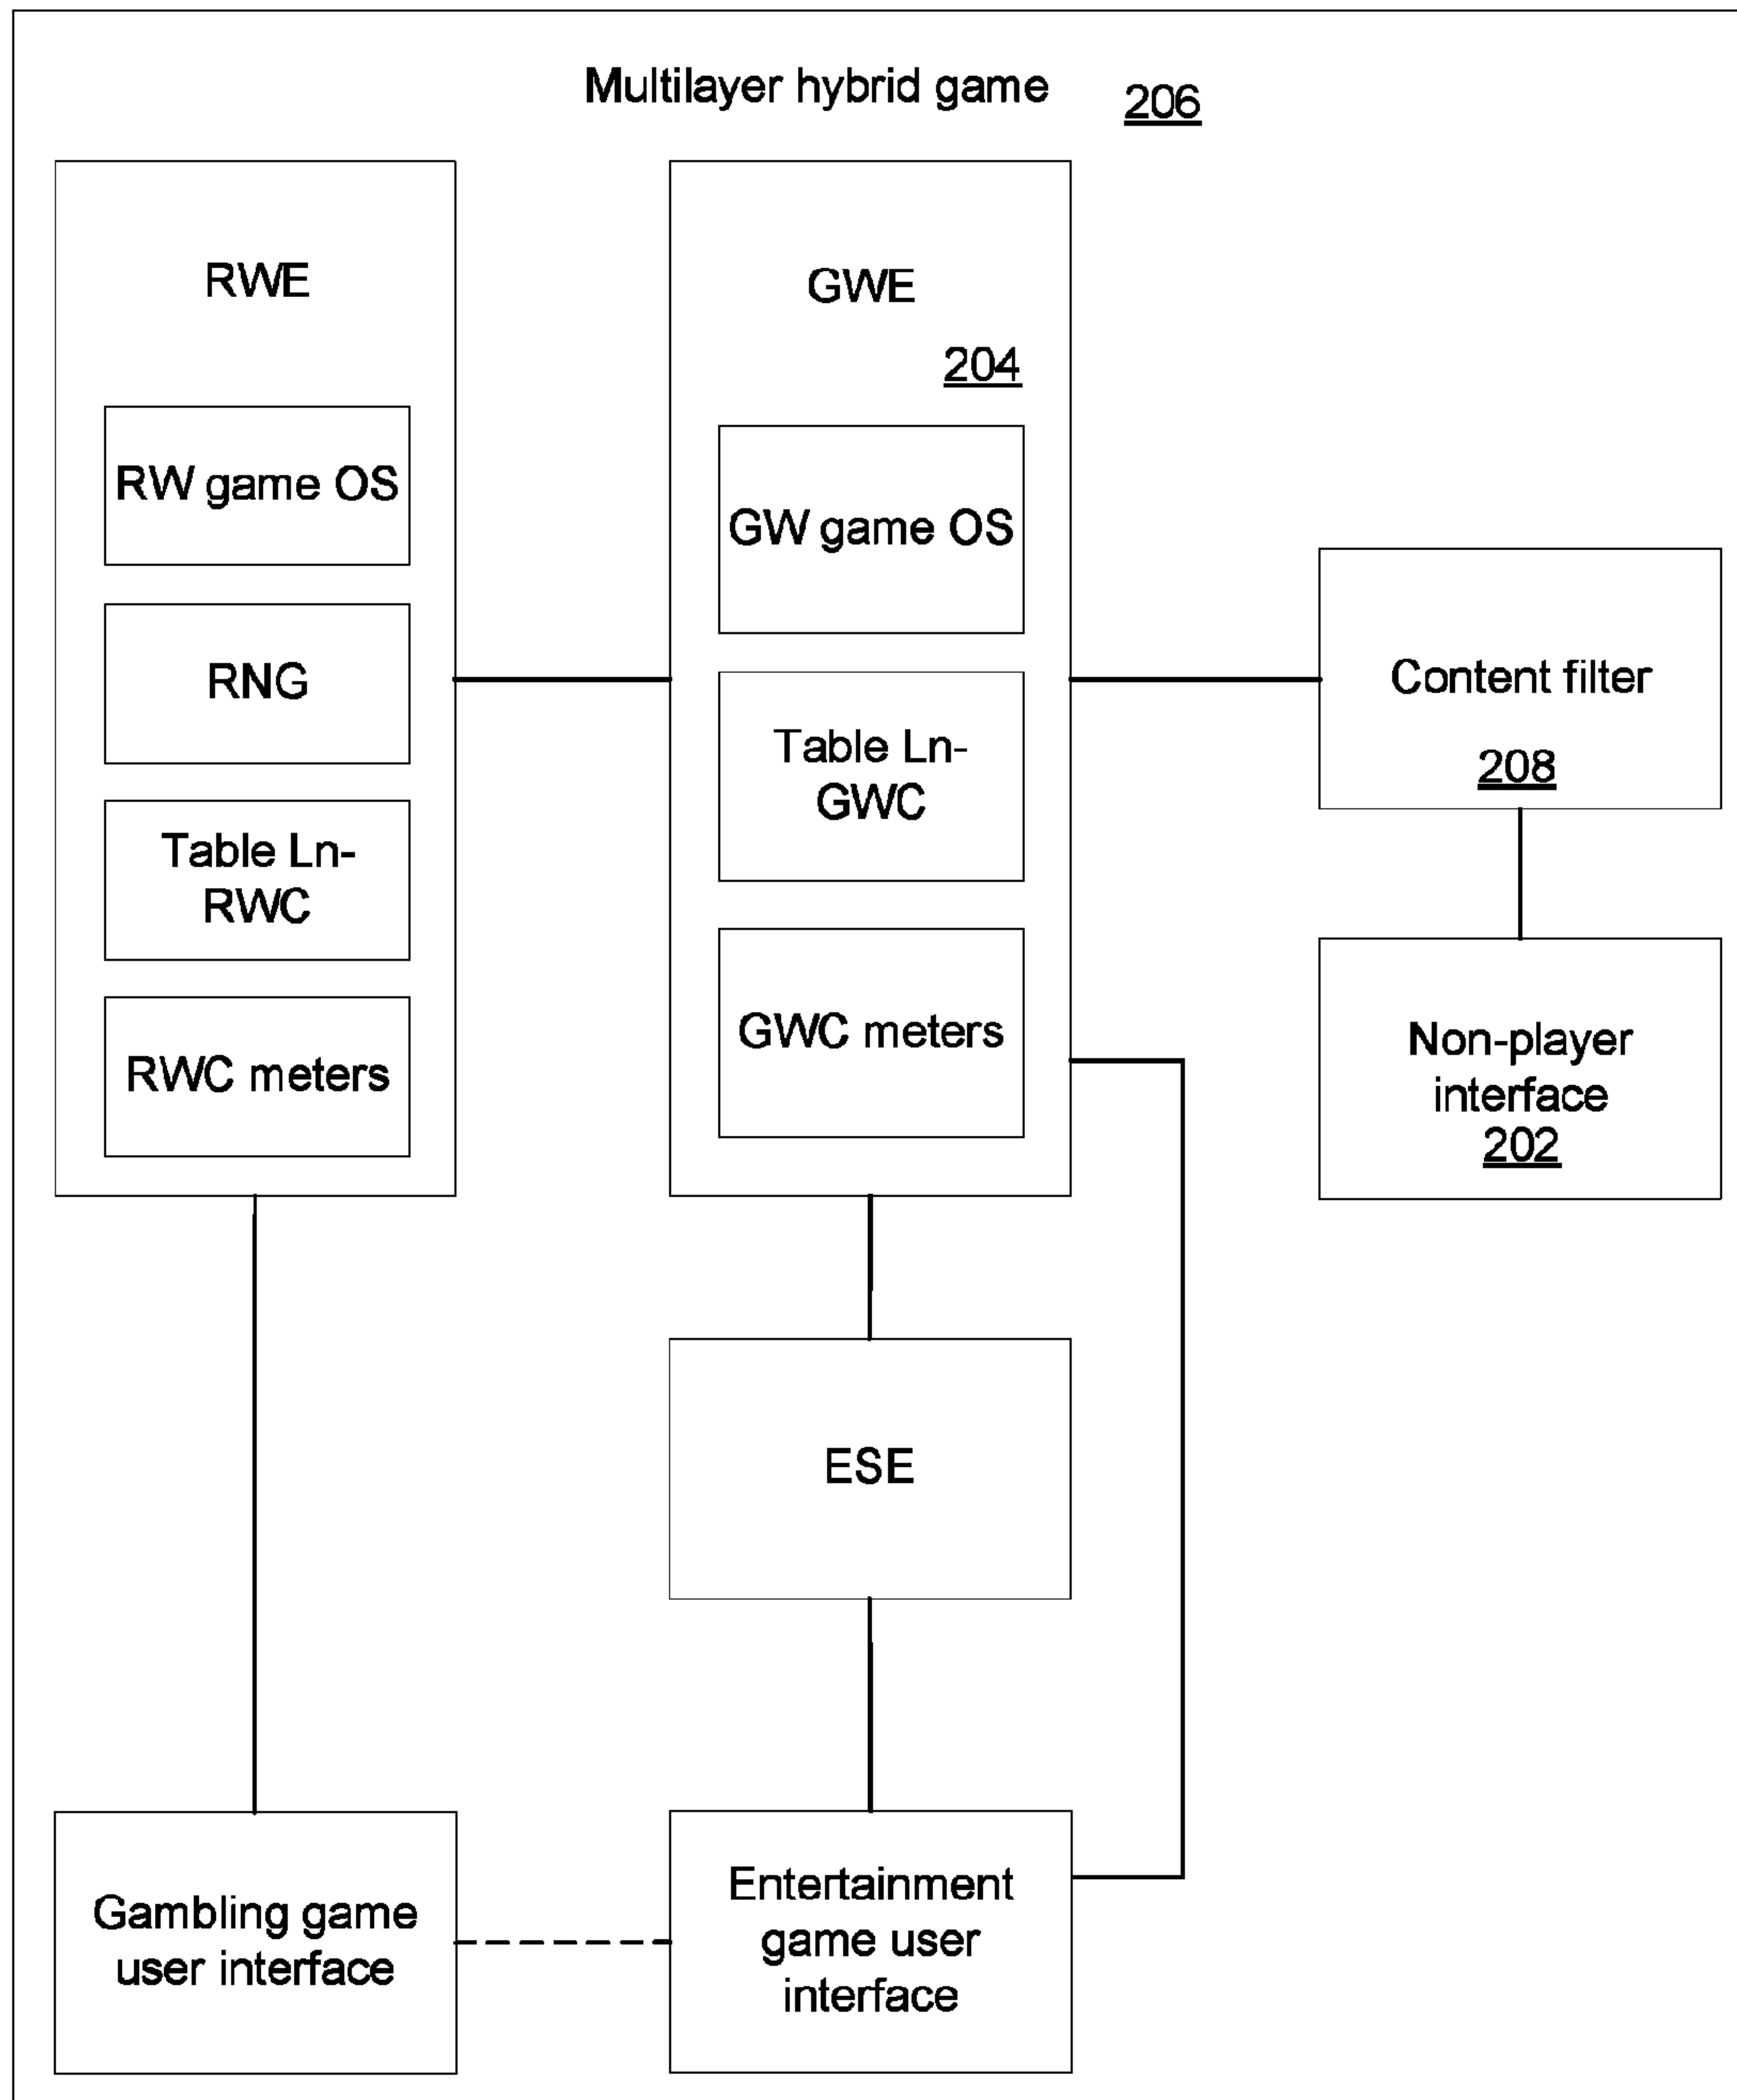 Multilayer hybrid game 206
RWE
RW game OS
RNG
Table Ln-
RWC
RWC meters
GWE
204
GW game OS
Table Ln-
GWC
GWC meters
Content filter
208
Non-player
interface
202
ESE
Gambling game
user interface
Entertainment
game user
interface